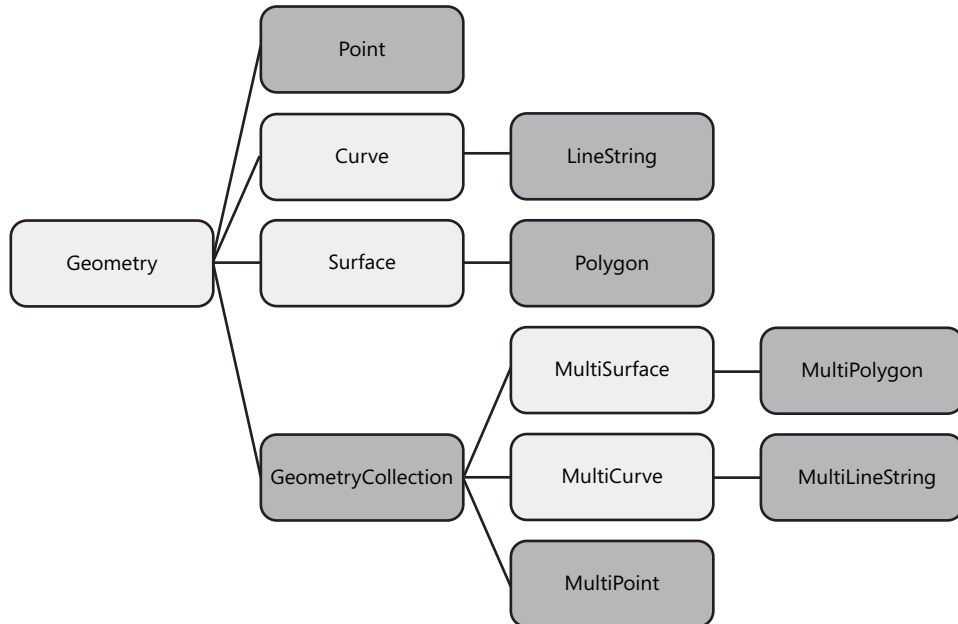 Point
Curve
LineString
Geometry
Surface
Polygon
MultiSurface
MultiPolygon
GeometryCollection
MultiCurve
MultiLineString
MultiPoint